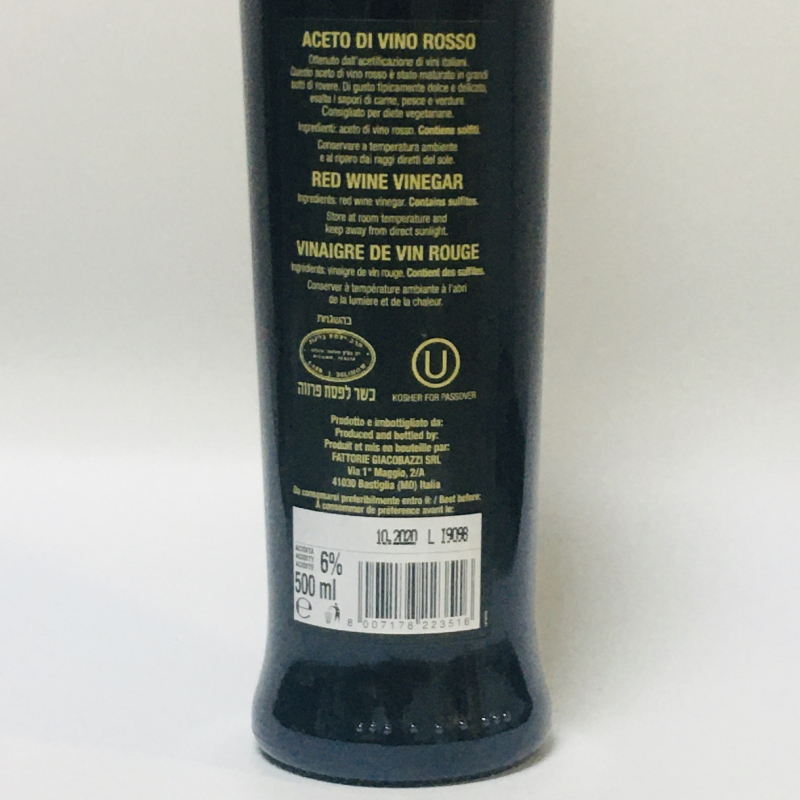 ACETO DI VINO ROSSO
Ottenuto dall'acetificazione di vini italiani.
Questo aceto di vino rosso è stato maturato in grandi
botti di rovere. Di gusto tipicamente dolce e delicato,
esalta i sapori di carne, pesce e verdure.
Consigliato per diete vegetariane.
Ingredienti: aceto di vino rosso. Contiene solfiti.
Conservare a temperatura ambiente
e al riparo dai raggi diretti del sole.
RED WINE VINEGAR
Ingredients: red wine vinegar. Contains sulfites.
Store at room temperature and
keep away from direct sunlight.
VINAIGRE DE VIN ROUGE
Ingrédients: vinaigre de vin rouge. Contient des sulfites.
Conserver à température ambiante à l'abri
de la lumière et de la chaleur.
בהשגחת
כשר לפסח פרווה
U
KOSHER FOR PASSOVER
Prodotto e imbottigliato da:
Produced and bottled by:
Produit et mis en bouteille par:
FATTORIE GIACOBAZZI SRL
Via 1° Maggio, 2/A
41030 Bastiglia (MO) Italia
Da consumarsi preferibilmente entro il: / Best before:
À consommer de préférence avant le:
10.2020 L I9098
ACIDITÀ
ACIDITY
ACIDITÉ
6%
500 ml
e
8 007178 223516